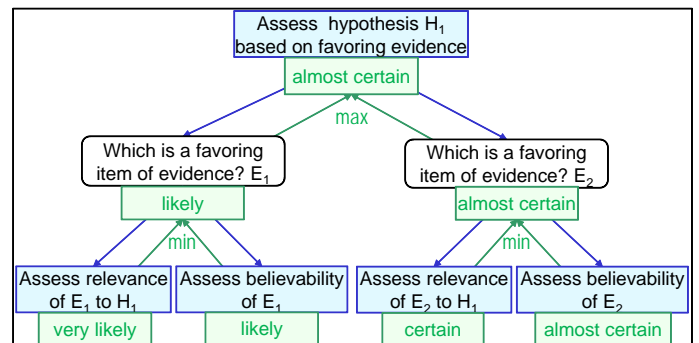 Assess hypothesis H₁
based on favoring evidence
almost certain
max
Which is a favoring
item of evidence? E₁
likely
Which is a favoring
item of evidence? E₂
almost certain
min
min
Assess relevance
of E₁ to H₁
very likely
Assess believability
of E₁
likely
Assess relevance
of E₂ to H₁
certain
Assess believability
of E₂
almost certain